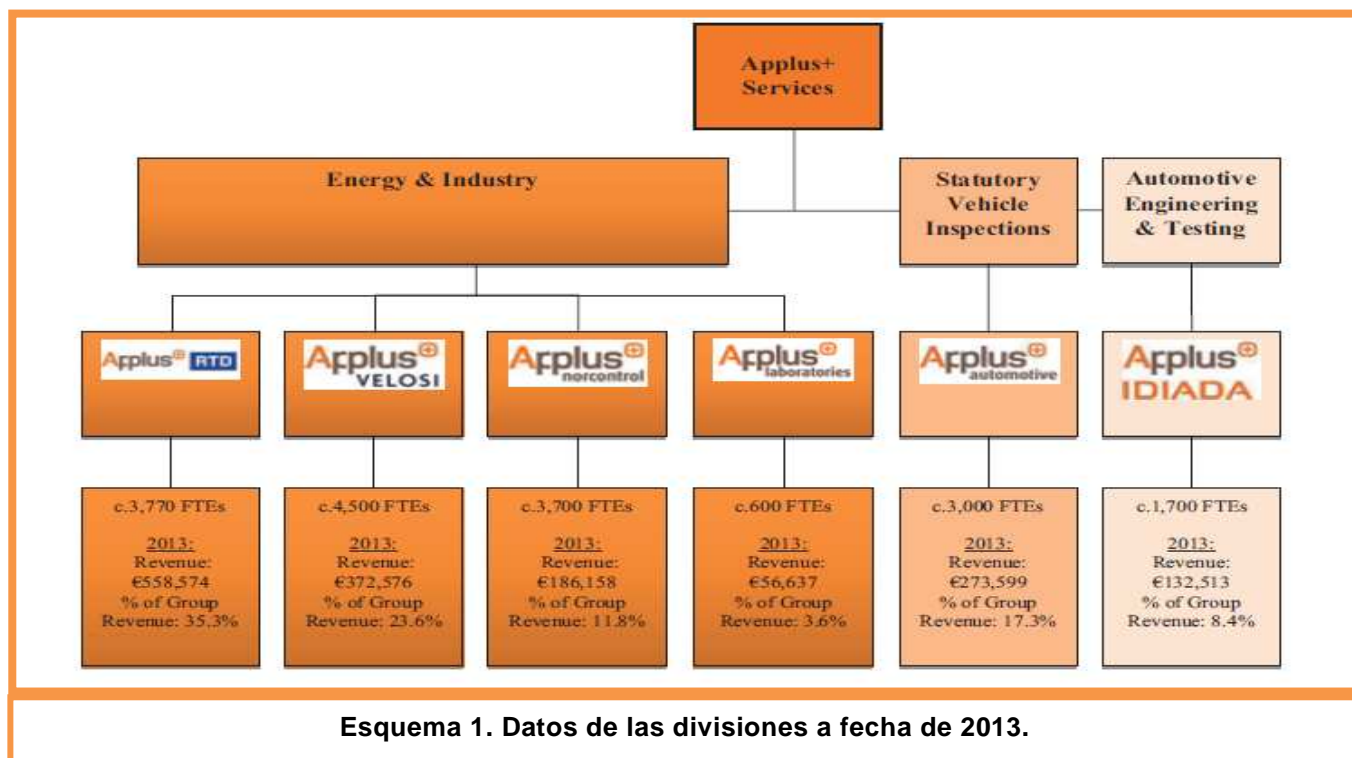 Applus+
Services
Energy & Industry
Statutory
Vehicle
Inspections
Automotive
Engineering
& Testing
Applus+ RTD
Applus+
VELOSI
Applus+
norcontrol
Applus+
laboratories
Applus+
automotive
Applus+
IDIADA
c.3,770 FTEs
2013:
Revenue:
€558,574
% of Group
Revenue: 35.3%
c.4,500 FTEs
2013:
Revenue:
€372,576
% of Group
Revenue: 23.6%
c.3,700 FTEs
2013:
Revenue:
€186,158
% of Group
Revenue: 11.8%
c.600 FTEs
2013:
Revenue:
€56,637
% of Group
Revenue: 3.6%
c.3,000 FTEs
2013:
Revenue:
€273,599
% of Group
Revenue: 17.3%
c.1,700 FTEs
2013:
Revenue:
€132,513
% of Group
Revenue: 8.4%
Esquema 1. Datos de las divisiones a fecha de 2013.